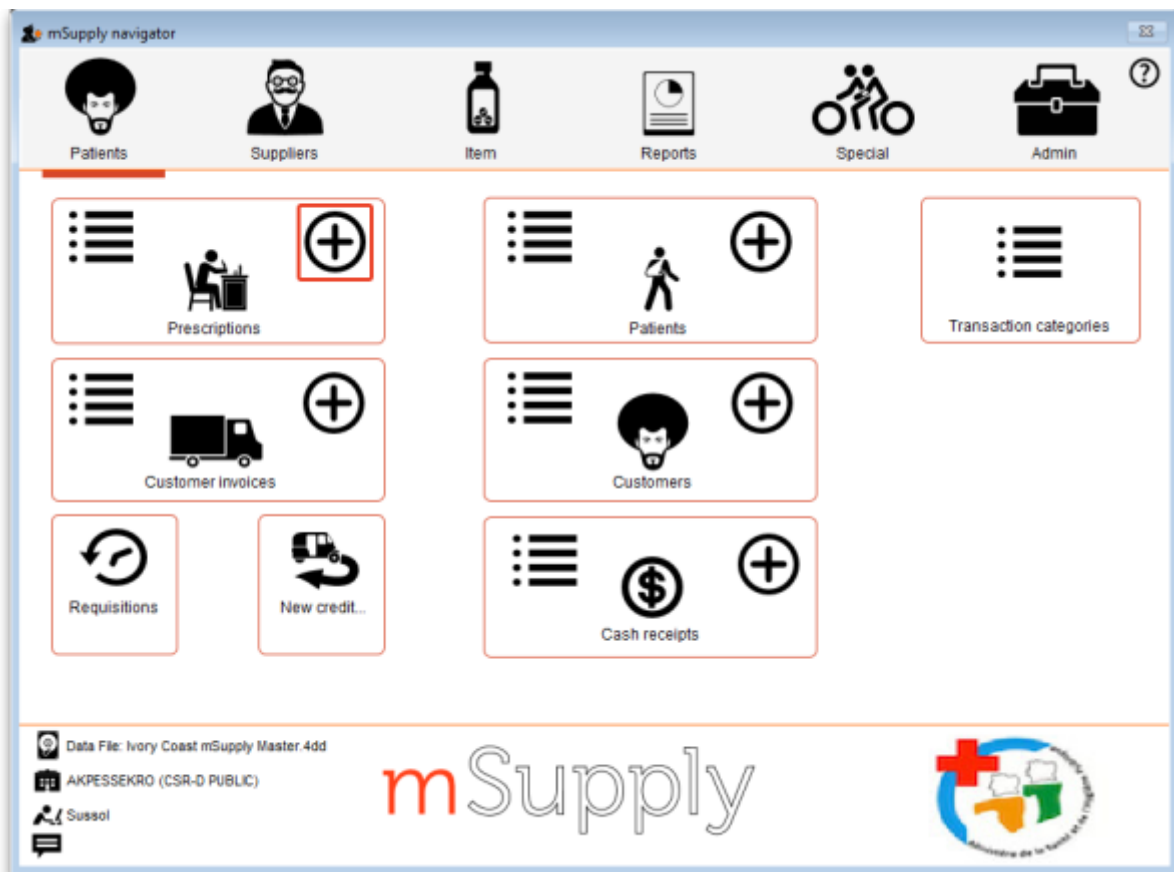 mSupply navigator
Patients
Suppliers
Item
Reports
Special
Admin
?
Prescriptions
Patients
Transaction categories
Customer invoices
Customers
Requisitions
New credit...
$
Cash receipts
Data File: Ivory Coast mSupply Master.4dd
AKPESSEKRO (CSR-D PUBLIC)
Sussol
mSupply